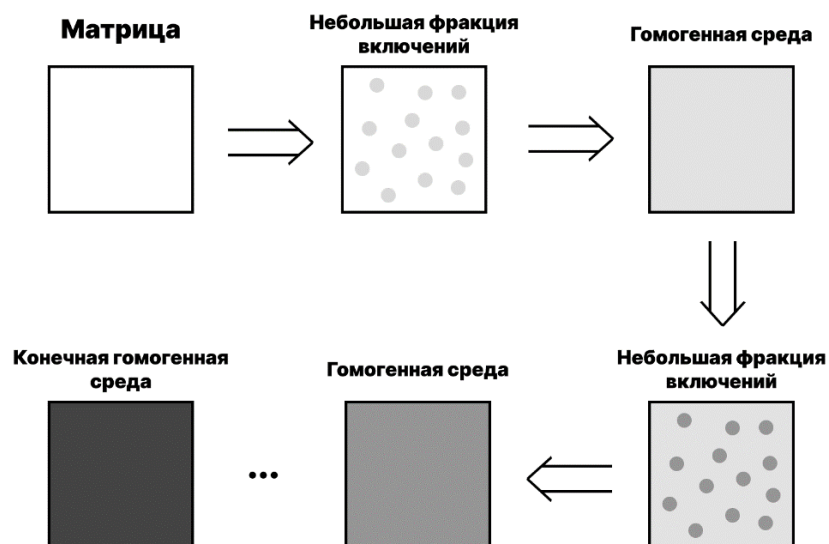 Матрица
Небольшая фракция
включений
Гомогенная среда
Небольшая фракция
включений
Гомогенная среда
Конечная гомогенная
среда